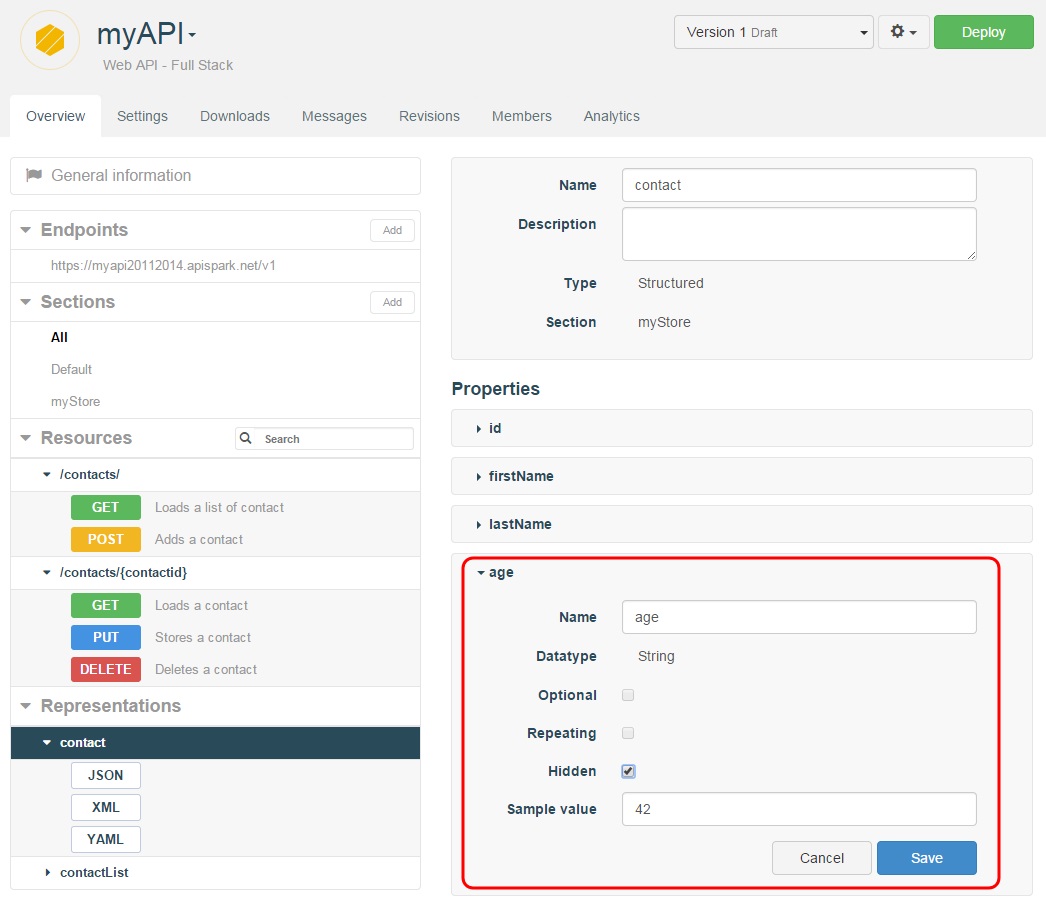 myAPI
Web API - Full Stack
Version 1 Draft
Deploy
Overview
Settings
Downloads
Messages
Revisions
Members
Analytics
General information
Endpoints
Add
https://myapi20112014.apispark.net/v1
Sections
Add
All
Default
myStore
Resources
Search
/contacts/
GET Loads a list of contact
POST Adds a contact
/contacts/{contactid}
GET Loads a contact
PUT Stores a contact
DELETE Deletes a contact
Representations
contact
JSON
XML
YAML
contactList
Name contact
Description
Type Structured
Section myStore
Properties
id
firstName
lastName
age
Name age
Datatype String
Optional
Repeating
Hidden
Sample value 42
Cancel
Save